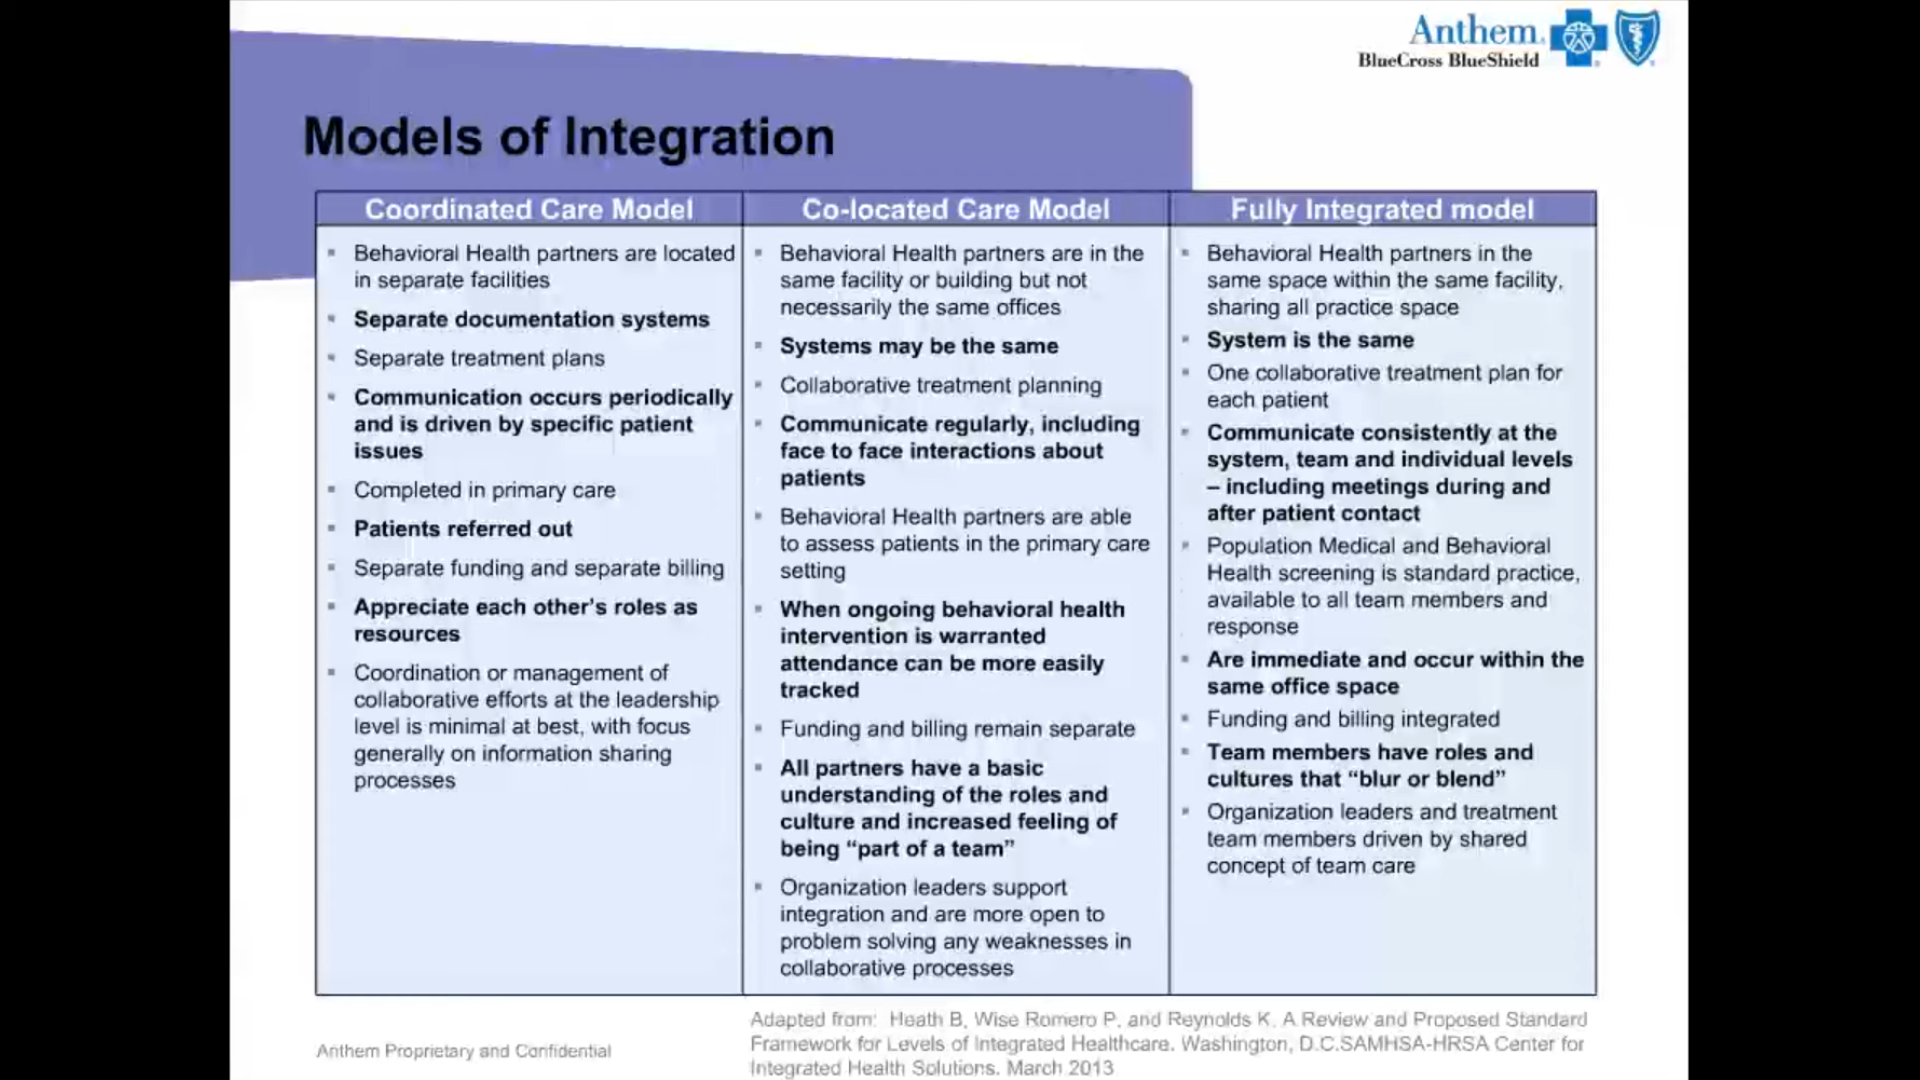 Anthem.
BlueCross BlueShield
Models of Integration
Coordinated Care Model
Behavioral Health partners are located
in separate facilities
Separate documentation systems
Separate treatment plans
Communication occurs periodically
and is driven by specific patient
issues
Completed in primary care
Patients referred out
Separate funding and separate billing
Appreciate each other’s roles as
resources
Coordination or management of
collaborative efforts at the leadership
level is minimal at best, with focus
generally on information sharing
processes
Co-located Care Model
Behavioral Health partners are in the
same facility or building but not
necessarily the same offices
Systems may be the same
Collaborative treatment planning
Communicate regularly, including
face to face interactions about
patients
Behavioral Health partners are able
to assess patients in the primary care
setting
When ongoing behavioral health
intervention is warranted
attendance can be more easily
tracked
Funding and billing remain separate
All partners have a basic
understanding of the roles and
culture and increased feeling of
being “part of a team”
Organization leaders support
integration and are more open to
problem solving any weaknesses in
collaborative processes
Fully Integrated model
Behavioral Health partners in the
same space within the same facility,
sharing all practice space
System is the same
One collaborative treatment plan for
each patient
Communicate consistently at the
system, team and individual levels
– including meetings during and
after patient contact
Population Medical and Behavioral
Health screening is standard practice,
available to all team members and
response
Are immediate and occur within the
same office space
Funding and billing integrated
Team members have roles and
cultures that “blur or blend”
Organization leaders and treatment
team members driven by shared
concept of team care
Anthem Proprietary and Confidential
Adapted from: Heath B, Wise Romero P, and Reynolds K. A Review and Proposed Standard
Framework for Levels of Integrated Healthcare. Washington, D.C.SAMHSA-HRSA Center for
Integrated Health Solutions. March 2013